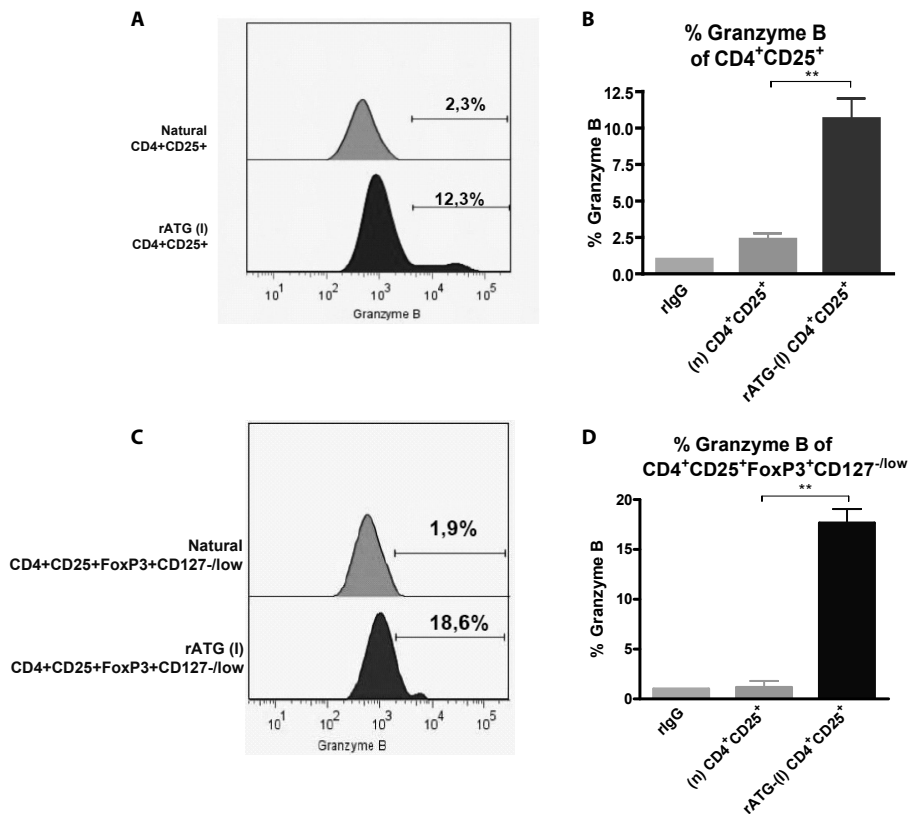 A
Natural
CD4+CD25+
2,3%
rATG (I)
CD4+CD25+
12,3%
10¹ 10² 10³ 10⁴ 10⁵
Granzyme B
B
% Granzyme B
of CD4⁺CD25⁺
**
% Granzyme B
12.5
10.0
7.5
5.0
2.5
0.0
rIgG
(n) CD4⁺CD25⁺
rATG-(I) CD4⁺CD25⁺
C
Natural
CD4+CD25+FoxP3+CD127-/low
1,9%
rATG (I)
CD4+CD25+FoxP3+CD127-/low
18,6%
10¹ 10² 10³ 10⁴ 10⁵
Granzyme B
D
% Granzyme B of
CD4⁺CD25⁺FoxP3⁺CD127⁻/ˡᵒʷ
**
% Granzyme B
20
15
10
5
0
rIgG
(n) CD4⁺CD25⁺
rATG-(I) CD4⁺CD25⁺